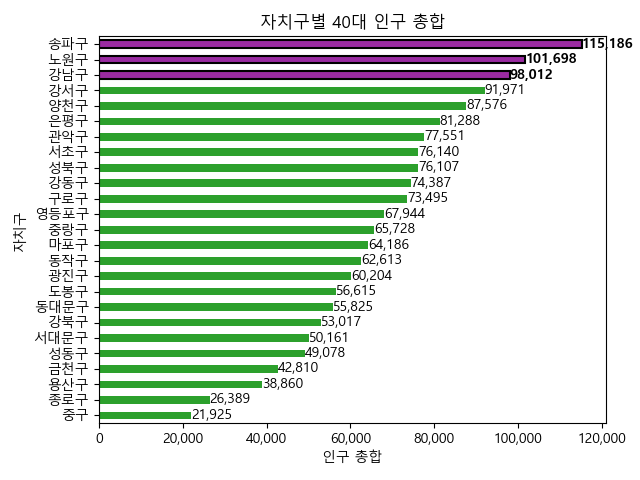 자치구별 40대 인구 총합
송파구 115,186
노원구 101,698
강남구 98,012
강서구 91,971
양천구 87,576
은평구 81,288
관악구 77,551
서초구 76,140
성북구 76,107
강동구 74,387
구로구 73,495
영등포구 67,944
중랑구 65,728
마포구 64,186
동작구 62,613
광진구 60,204
도봉구 56,615
동대문구 55,825
강북구 53,017
서대문구 50,161
성동구 49,078
금천구 42,810
용산구 38,860
종로구 26,389
중구 21,925
자치구
0 20,000 40,000 60,000 80,000 100,000 120,000
인구 총합